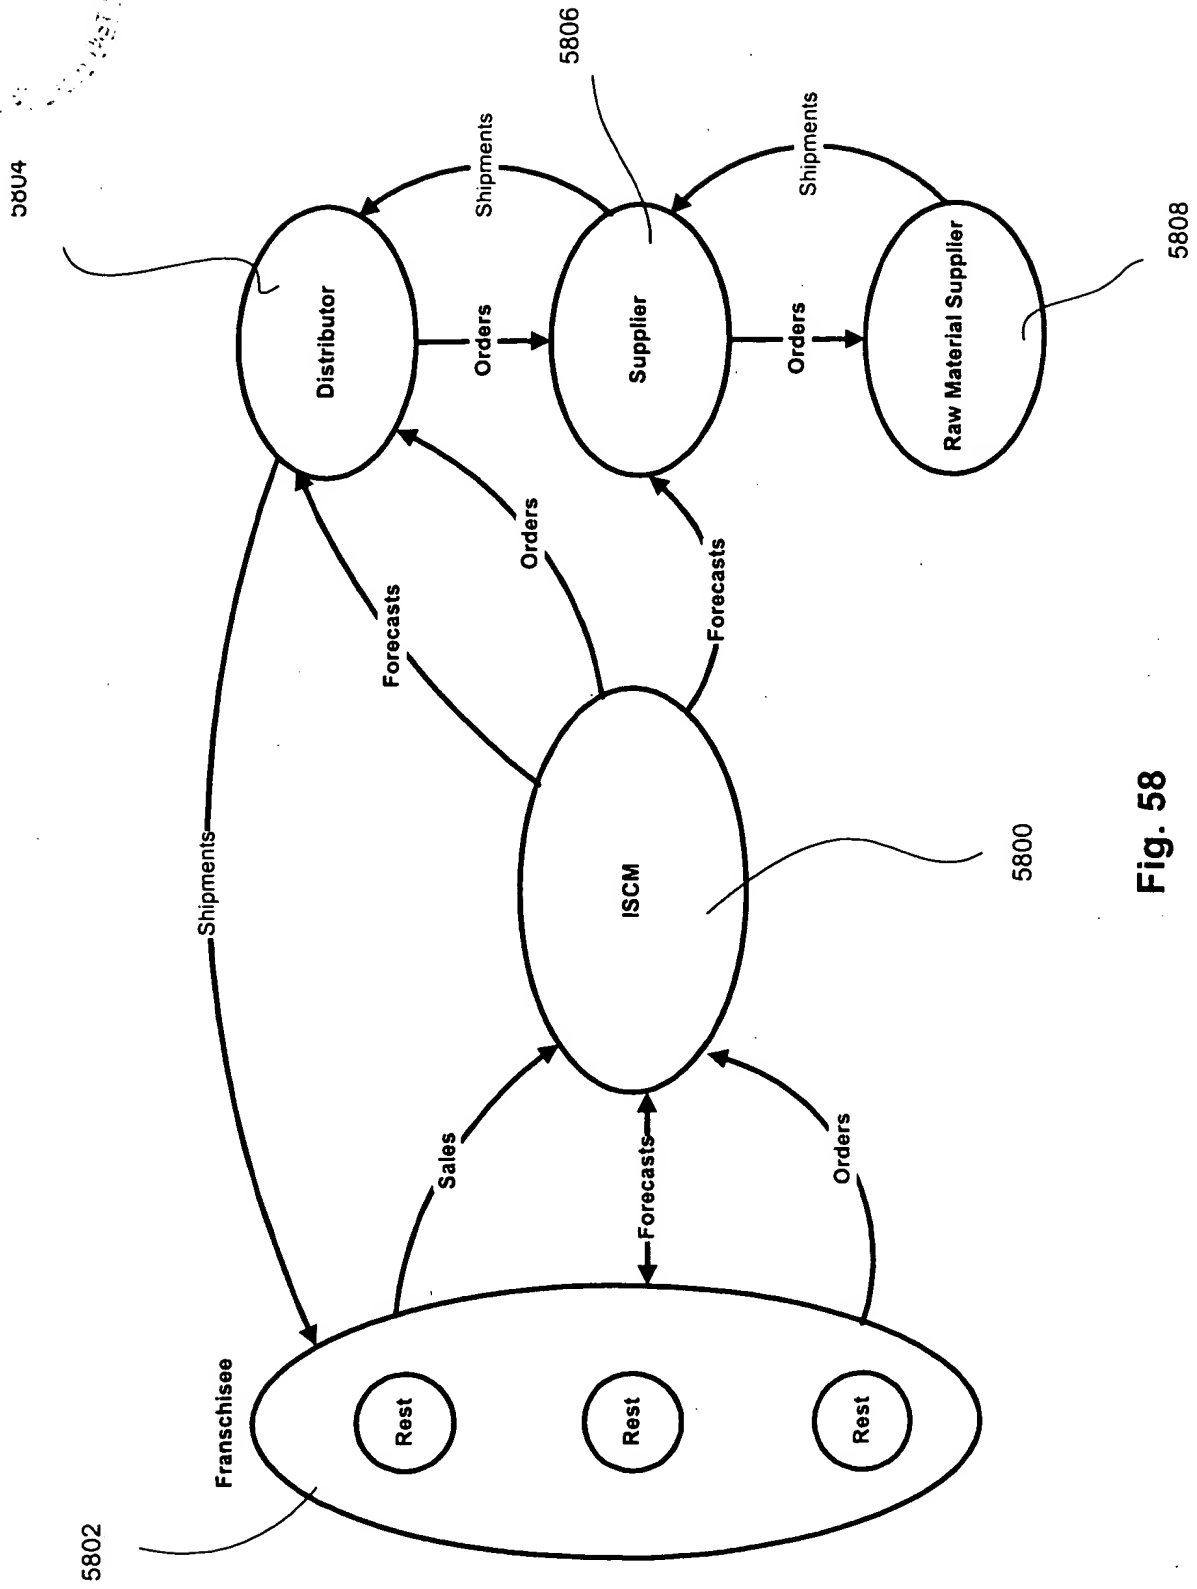 5804
5806
Shipments
Shipments
Distributor
Orders
Supplier
Orders
Raw Material Supplier
5808
Orders
Forecasts
Forecasts
Shipments
ISCM
5800
Fig. 58
Sales
Forecasts
Orders
Franschisee
Rest
Rest
Rest
5802